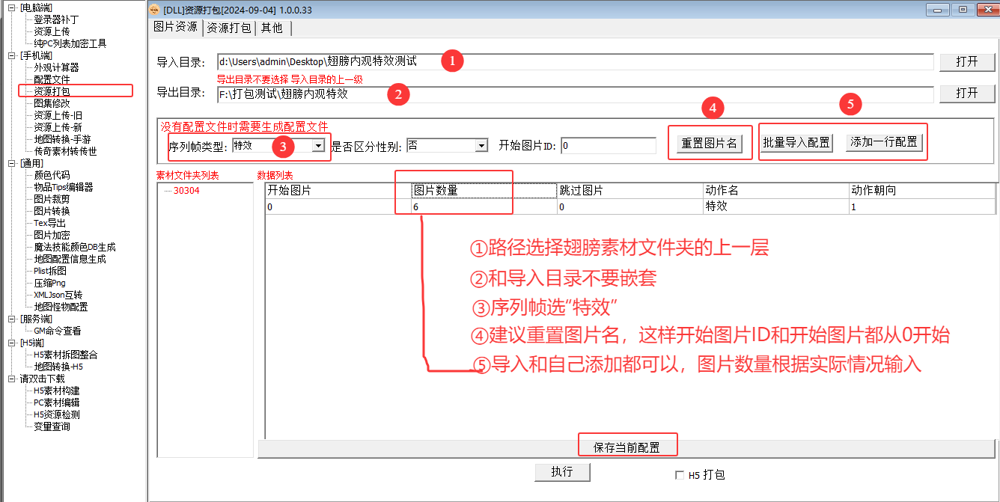 [电脑端]
登录器补丁
资源上传
纯PC列表加密工具
[手机端]
外观计算器
配置文件
资源打包
图集修改
资源上传-旧
资源上传-新
地图转换-手游
传奇素材转传世
[通用]
颜色代码
物品Tips编辑器
图片裁剪
图片转换
Tex导出
图片加密
魔法技能颜色DB生成
地图配置信息生成
Plist拆图
压缩Png
XMLJson互转
地图怪物配置
[服务端]
GM命令查看
[H5端]
H5素材拆图整合
地图转换-H5
请双击下载
H5素材构建
PC素材编辑
H5资源检测
变量查询
[DLL]资源打包[2024-09-04] 1.0.0.33
图片资源 资源打包 其他
导入目录: d:\Users\admin\Desktop\翅膀内观特效测试 1 打开
导出目录不要选择 导入目录的上一级
导出目录: F:\打包测试\翅膀内观特效 2 打开
没有配置文件时需要生成配置文件
序列帧类型: 特效 3 是否区分性别: 否 开始图片ID: 0 4 重置图片名 5 批量导入配置 添加一行配置
素材文件夹列表 数据列表
30304
开始图片 图片数量 跳过图片 动作名 动作朝向
0 6 0 特效 1
①路径选择翅膀素材文件夹的上一层
②和导入目录不要嵌套
③序列帧选“特效”
④建议重置图片名，这样开始图片ID和开始图片都从0开始
⑤导入和自己添加都可以，图片数量根据实际情况输入
保存当前配置
执行 H5 打包